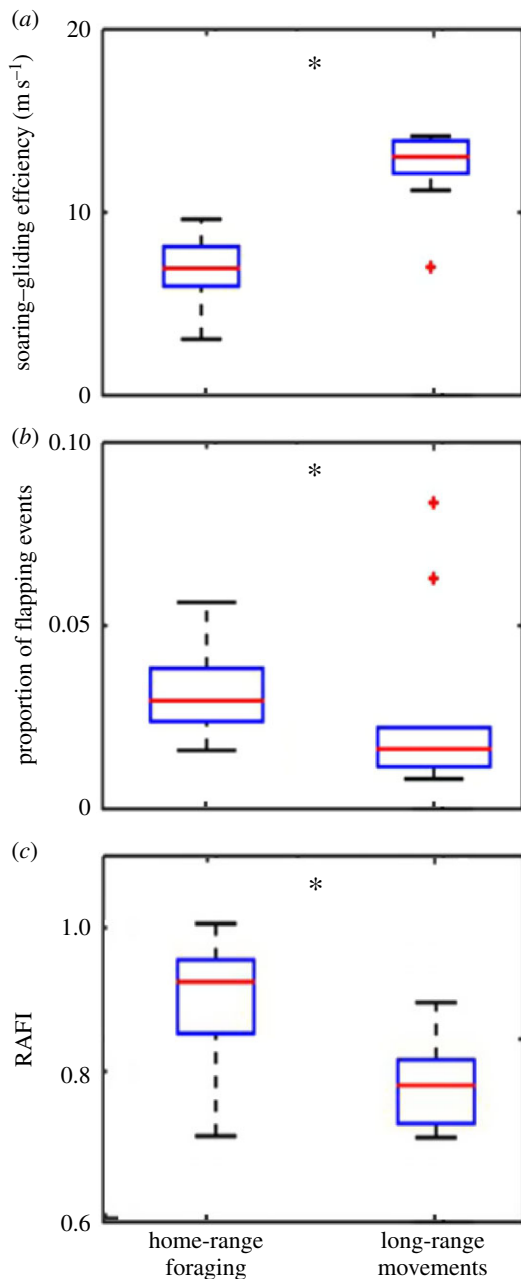 (a)
20
10
0
soaring–gliding effciency (m s⁻¹)
*
(b)
0.10
0.05
0
proportion of flapping events
*
(c)
1.0
0.8
0.6
RAFI
*
home-range
foraging
long-range
movements